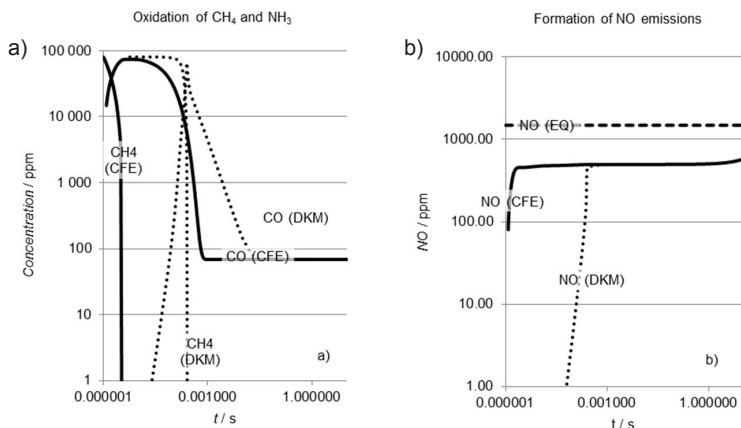 Oxidation of CH₄ and NH₃
a)
100 000
10 000
1 000
100
10
1
Concentration / ppm
CH4
(CFE)
CO (DKM)
CO (CFE)
CH4
(DKM)
a)
0.000001
0.001000
1.000000
t / s
Formation of NO emissions
b)
10000.00
1000.00
100.00
10.00
1.00
NO / ppm
NO (EQ)
NO (CFE)
NO (DKM)
b)
0.000001
0.001000
1.000000
t / s